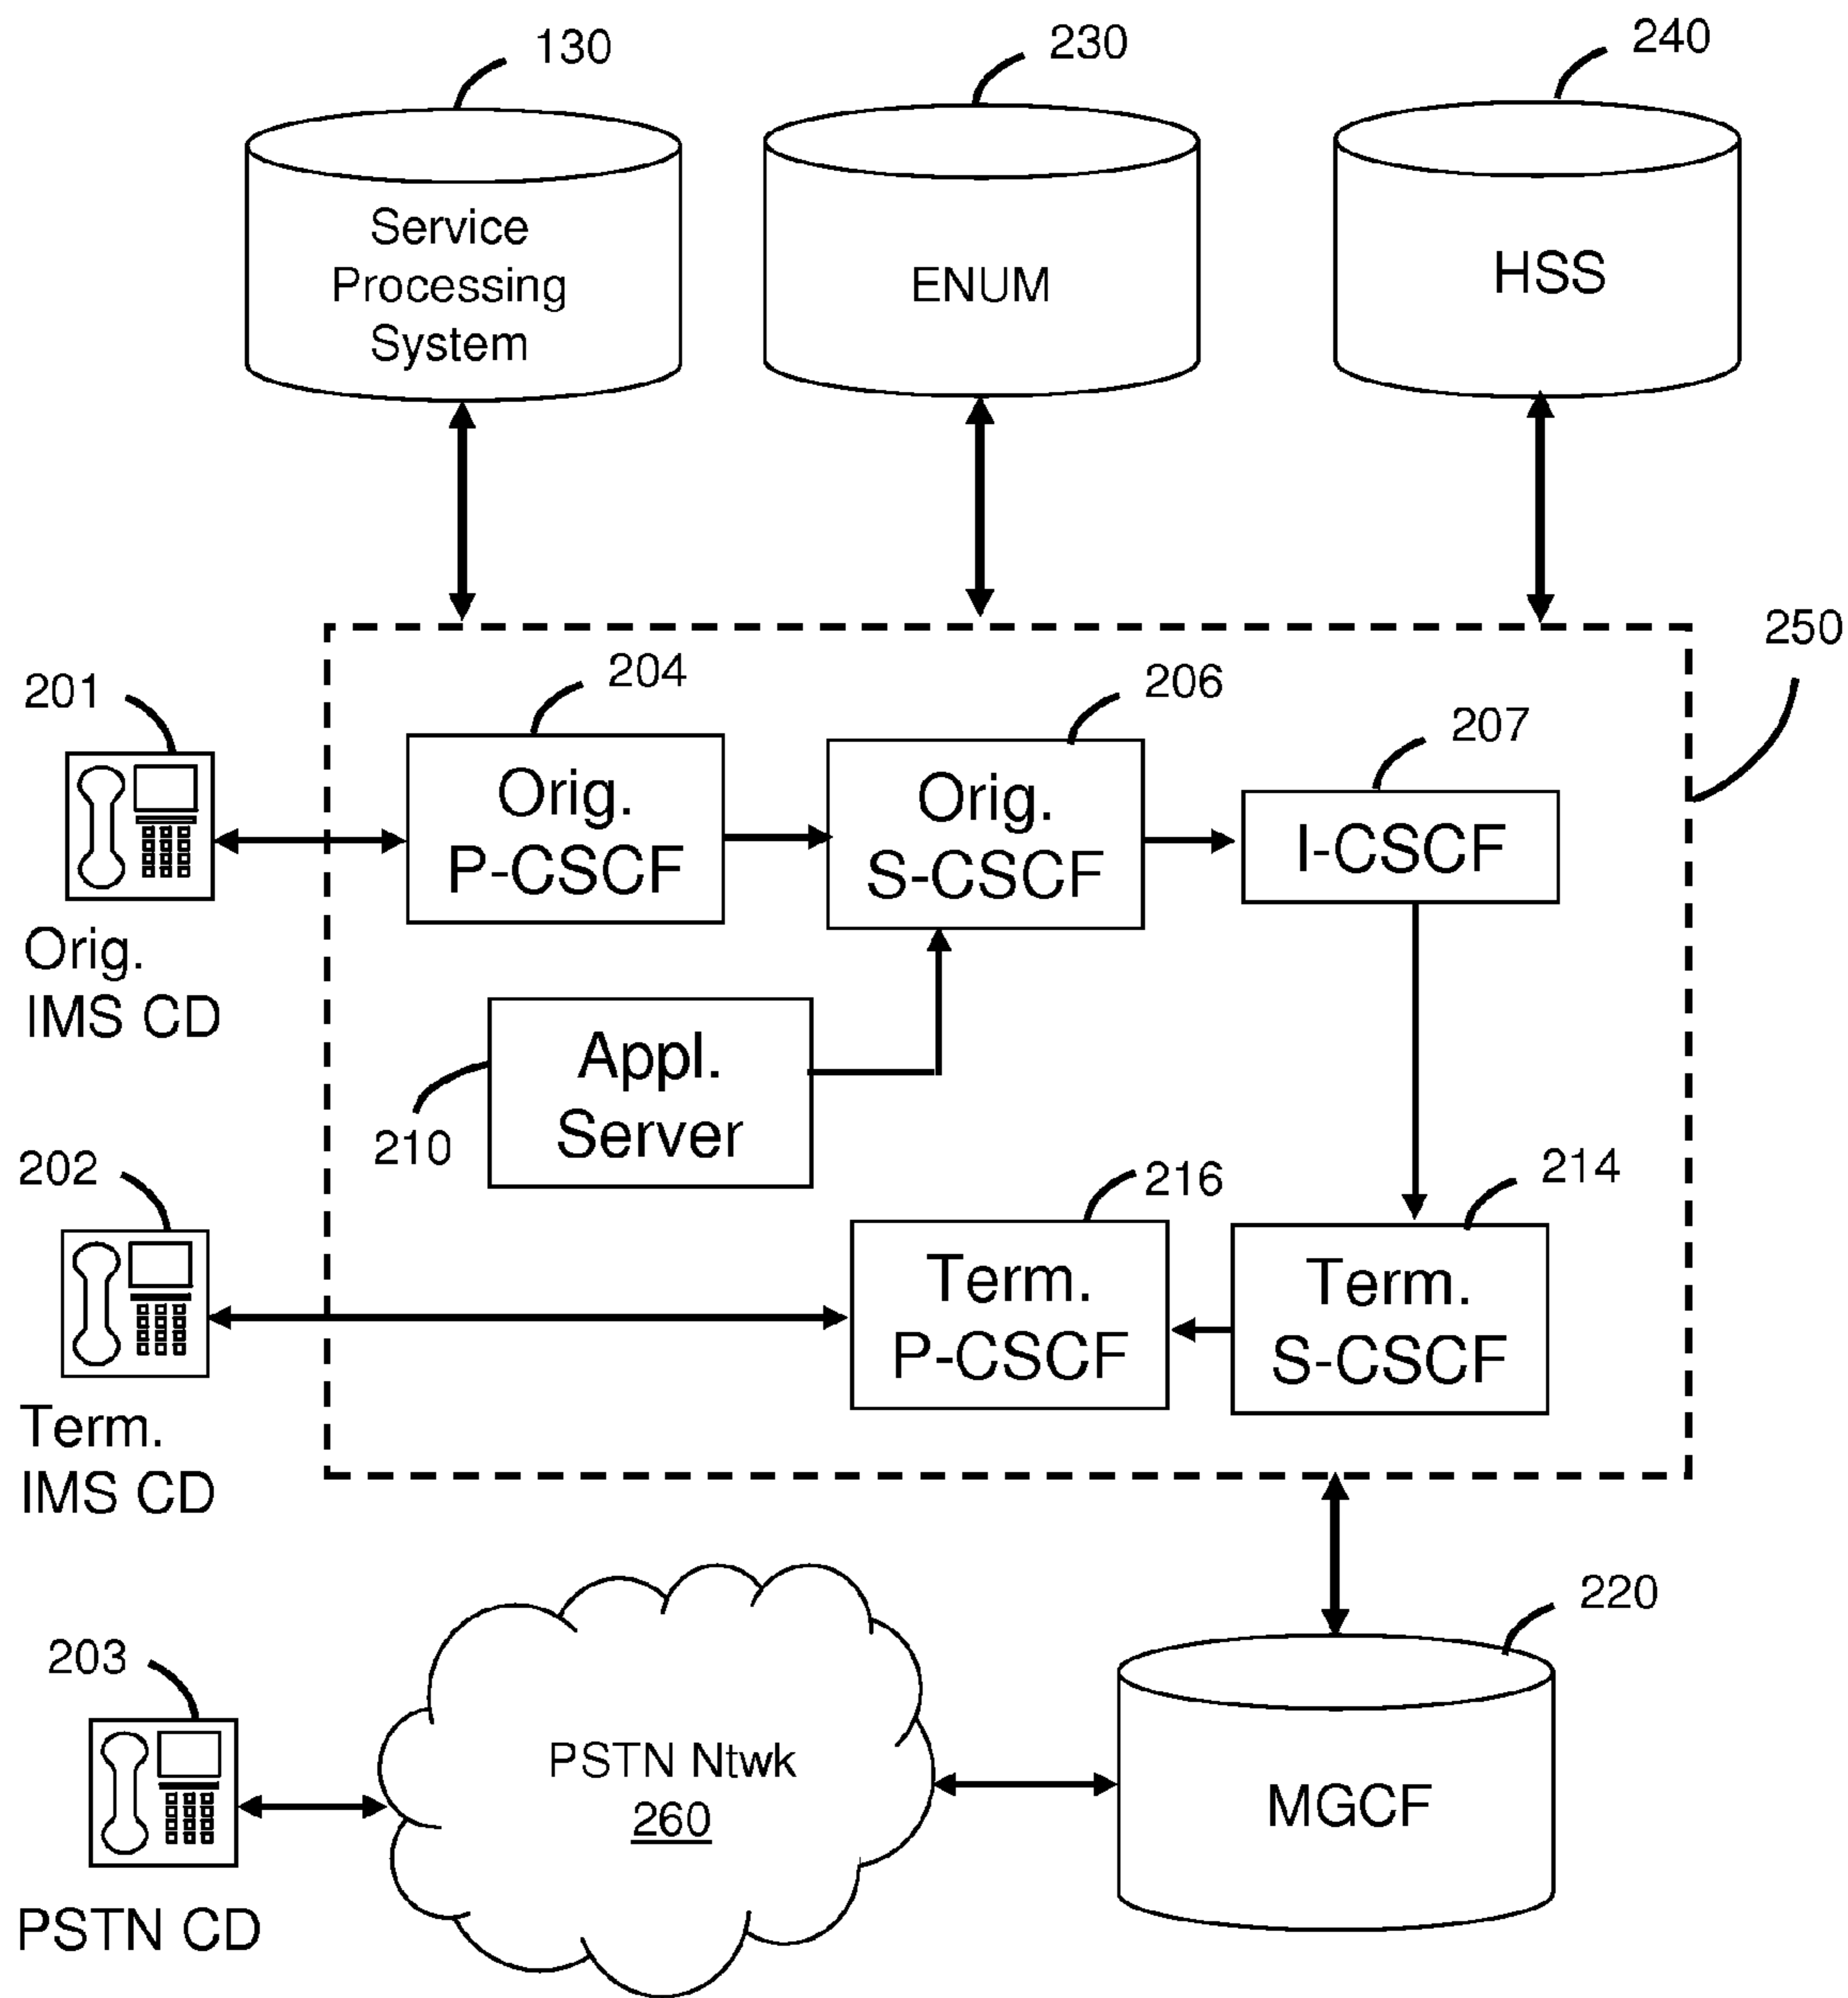 130
230
240
Service
Processing
System
ENUM
HSS
250
201
204
206
207
Orig.
P-CSCF
Orig.
S-CSCF
I-CSCF
Orig.
IMS CD
Appl.
Server
210
202
216
214
Term.
P-CSCF
Term.
S-CSCF
Term.
IMS CD
220
203
PSTN Ntwk
260
MGCF
PSTN CD